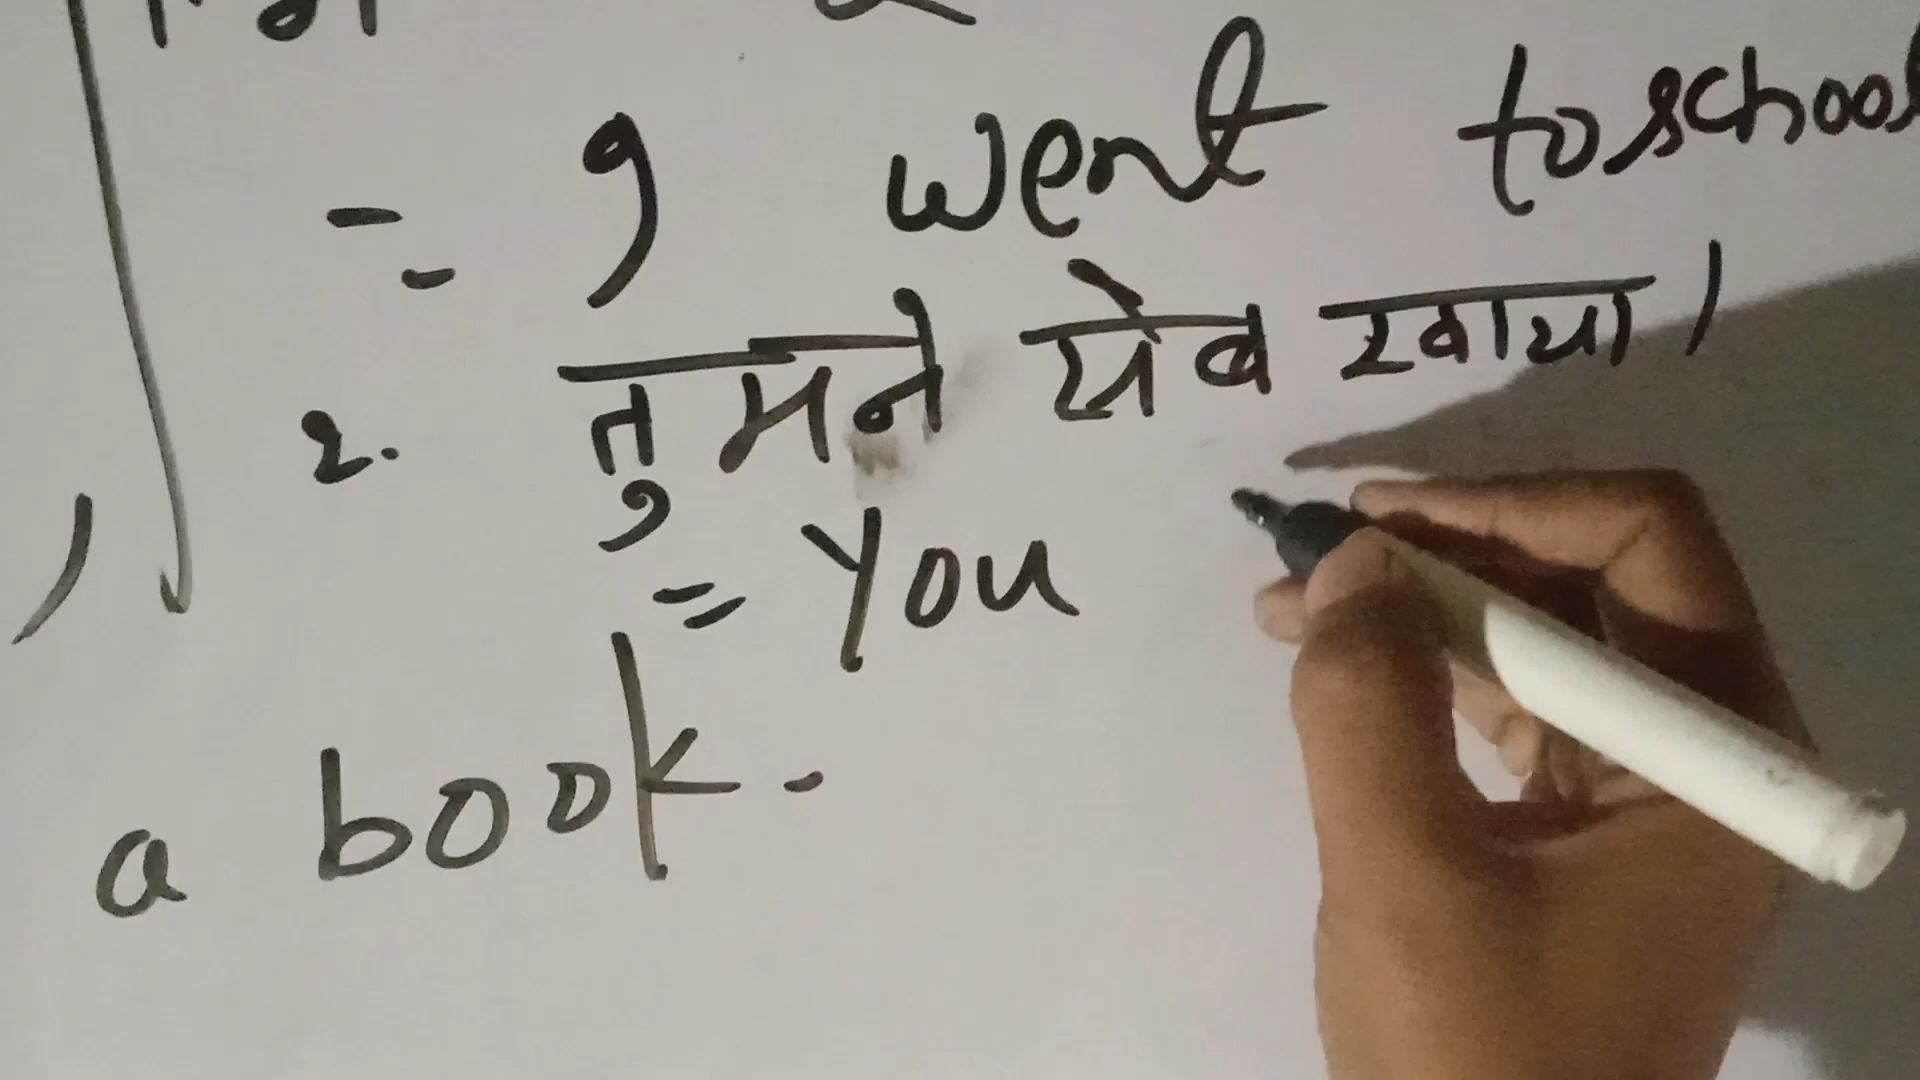 = I went to school
2. तुमने सेब खाया।
= You
a book.